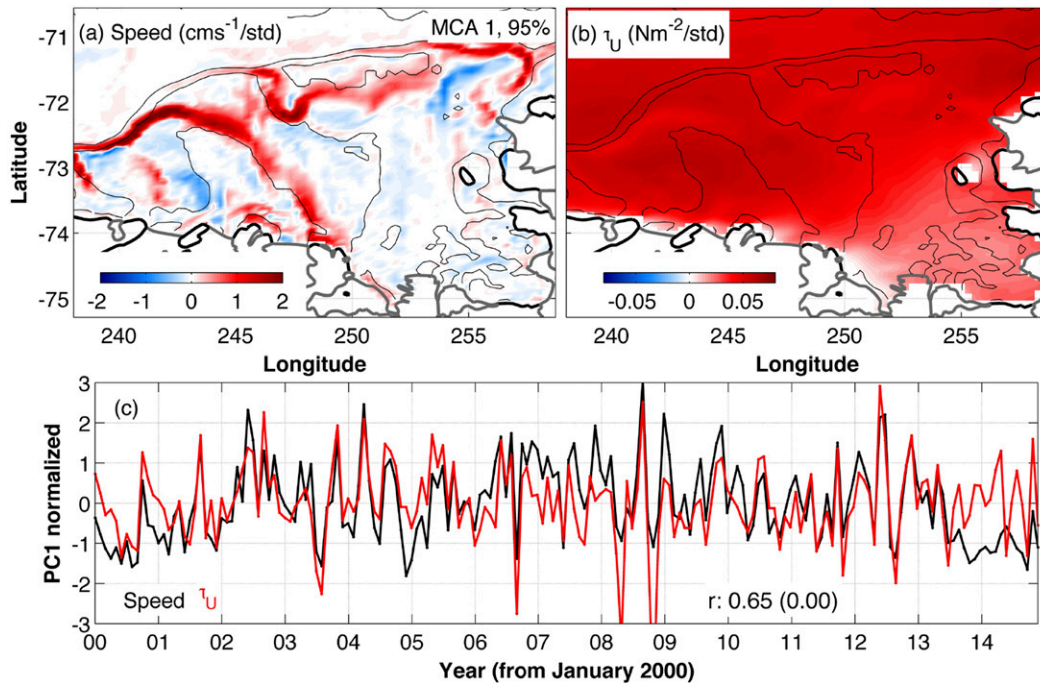 (a) Speed (cms⁻¹/std)
MCA 1, 95%
(b) τ_U (Nm⁻²/std)
-71
-72
-73
-74
-75
Latitude
-2 -1 0 1 2
-0.05 0 0.05
240 245 250 255
240 245 250 255
Longitude
Longitude
(c)
3
2
1
0
-1
-2
-3
PC1 normalized
Speed τ_U
r: 0.65 (0.00)
00 01 02 03 04 05 06 07 08 09 10 11 12 13 14
Year (from January 2000)